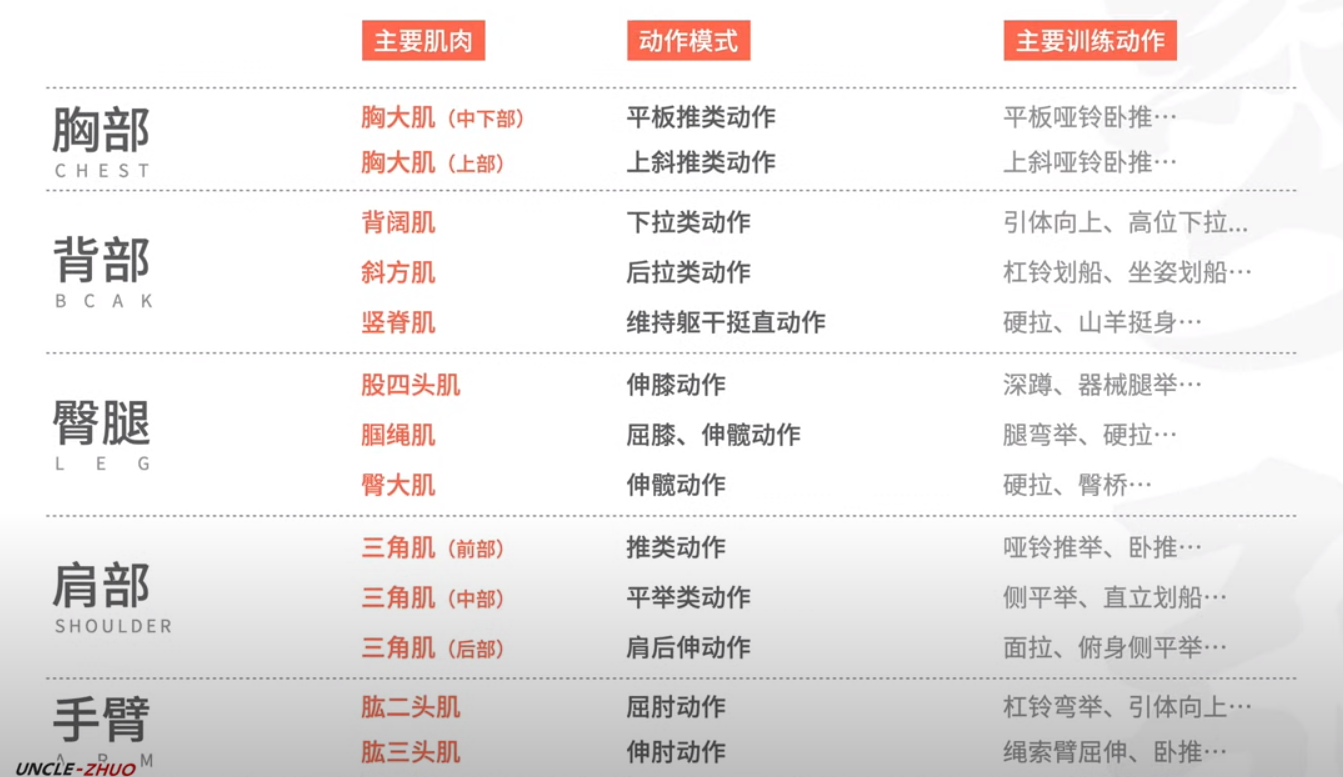 主要肌肉 动作模式 主要训练动作
胸部
CHEST
胸大肌（中下部） 平板推类动作 平板哑铃卧推…
胸大肌（上部） 上斜推类动作 上斜哑铃卧推…
背部
BCAK
背阔肌 下拉类动作 引体向上、高位下拉...
斜方肌 后拉类动作 杠铃划船、坐姿划船…
竖脊肌 维持躯干挺直动作 硬拉、山羊挺身…
臀腿
LEG
股四头肌 伸膝动作 深蹲、器械腿举…
腘绳肌 屈膝、伸髋动作 腿弯举、硬拉…
臀大肌 伸髋动作 硬拉、臀桥…
肩部
SHOULDER
三角肌（前部） 推类动作 哑铃推举、卧推…
三角肌（中部） 平举类动作 侧平举、直立划船…
三角肌（后部） 肩后伸动作 面拉、俯身侧平举…
手臂
ARM
肱二头肌 屈肘动作 杠铃弯举、引体向上…
肱三头肌 伸肘动作 绳索臂屈伸、卧推…
UNCLE-ZHUO